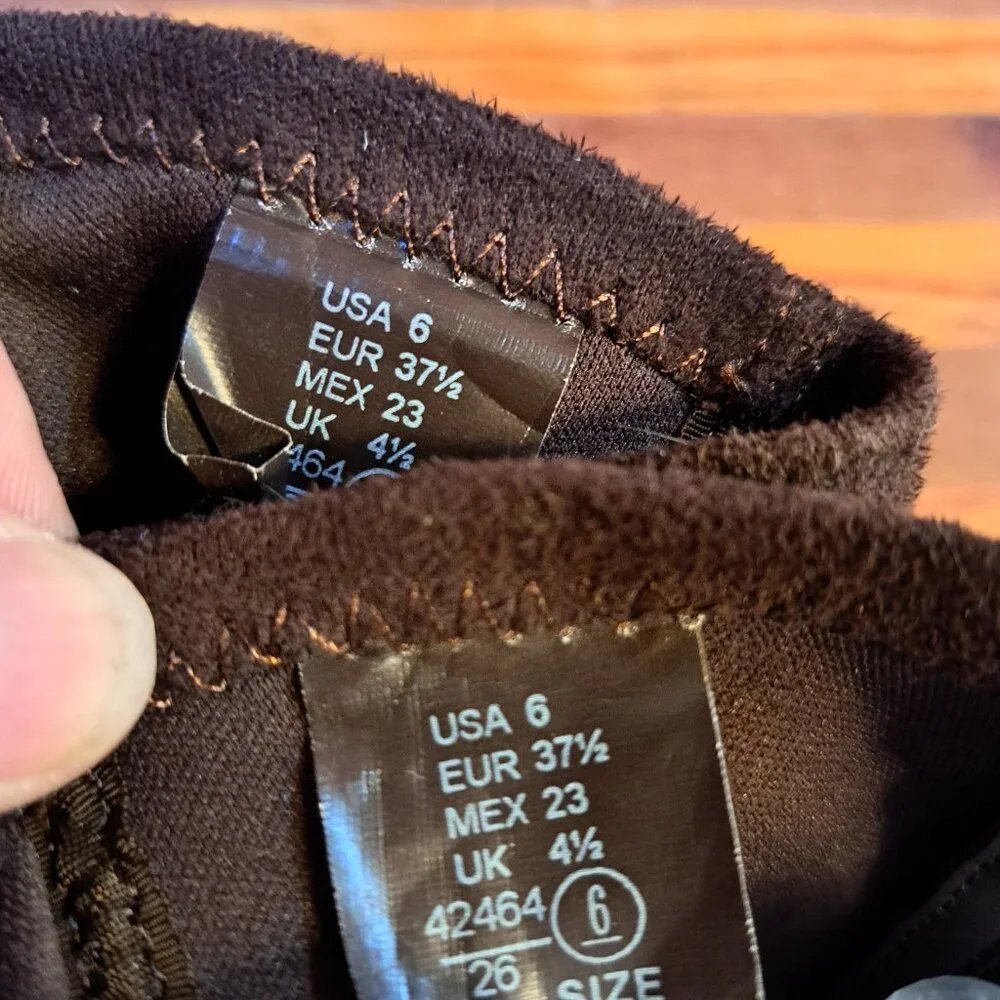 USA 6
EUR 37½
MEX 23
UK 4½
464
USA 6
EUR 37½
MEX 23
UK 4½
42464 6
26 SIZE